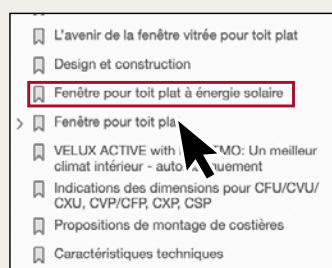 L'avenir de la fenêtre vitrée pour toit plat
Design et construction
Fenêtre pour toit plat à énergie solaire
Fenêtre pour toit
VELUX ACTIVE with Un meilleur
climat intérieur -
Indications des dimensions pour CFU/CVU/
CXU, CVP/CFP, CXP, CSP
Propositions de montage de costières
Caractéristiques techniques